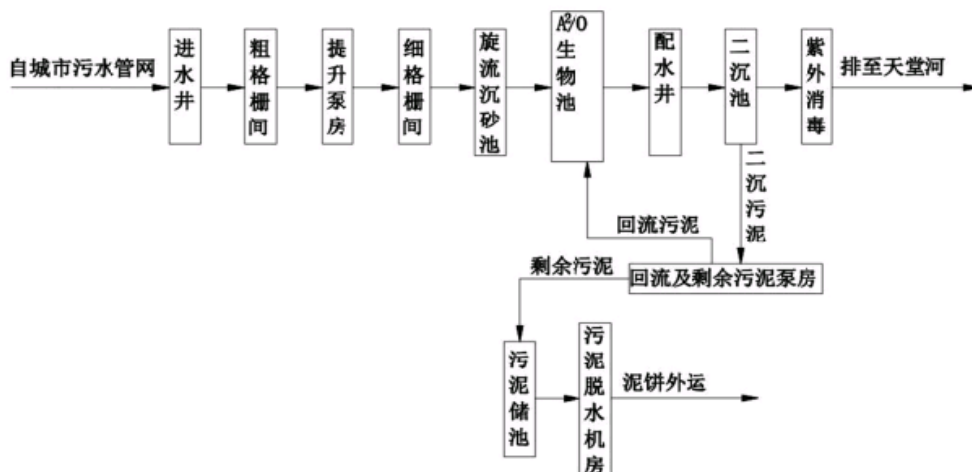 自城市污水管网
进水井
粗格栅间
提升泵房
细格栅间
旋流沉砂池
A²/O生物池
配水井
二沉池
紫外消毒
排至天堂河
二沉污泥
回流污泥
回流及剩余污泥泵房
剩余污泥
污泥储池
污泥脱水机房
泥饼外运